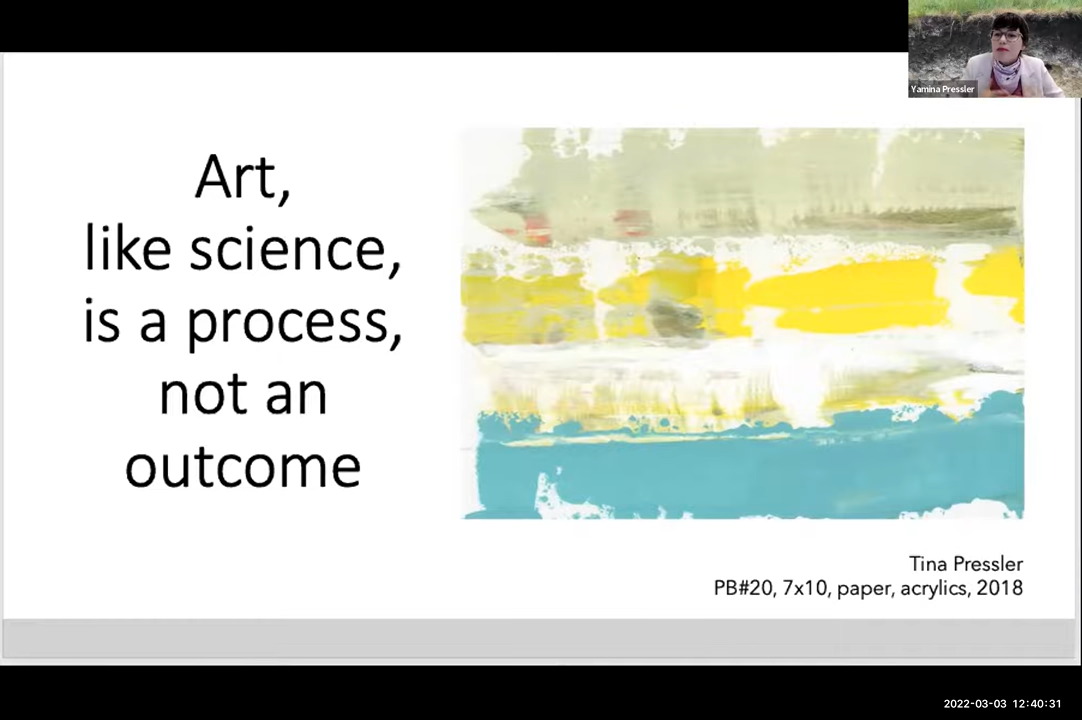 Yamina Pressler
Art,
like science,
is a process,
not an
outcome
Tina Pressler
PB#20, 7x10, paper, acrylics, 2018
2022-03-03 12:40:31